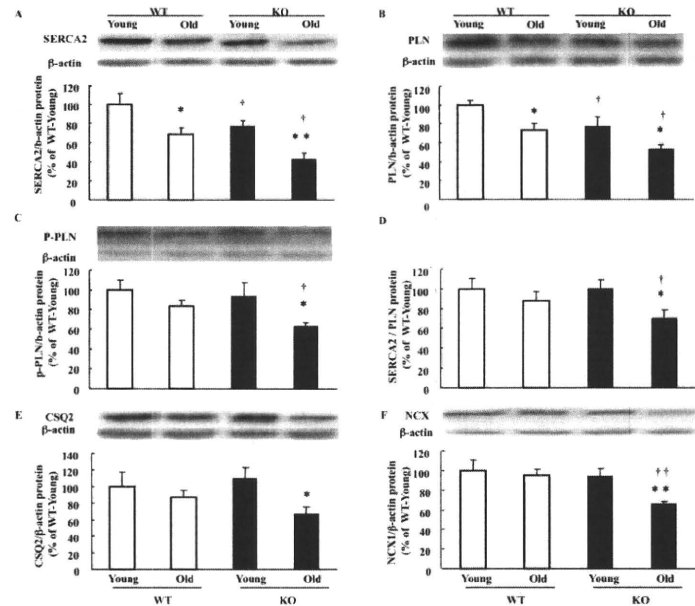 A
WT
KO
Young
Old
Young
Old
SERCA2
β-actin
SERCA2/b-actin protein
(% of WT-Young)
120
100
80
60
40
20
0
*
†
†
**
B
WT
KO
Young
Old
Young
Old
PLN
β-actin
PLN/b-actin protein
(% of WT-Young)
120
100
80
60
40
20
0
*
†
†
*
C
P-PLN
β-actin
p-PLN/b-actin protein
(% of WT-Young)
120
100
80
60
40
20
0
†
*
D
SERCA2 / PLN protein
(% of WT-Young)
120
100
80
60
40
20
0
†
*
E
CSQ2
β-actin
CSQ2/β-actin protein
(% of WT-Young)
140
120
100
80
60
40
20
0
*
Young
Old
Young
Old
WT
KO
F
NCX
β-actin
NCX1/β-actin protein
(% of WT-Young)
120
100
80
60
40
20
0
††
**
Young
Old
Young
Old
WT
KO